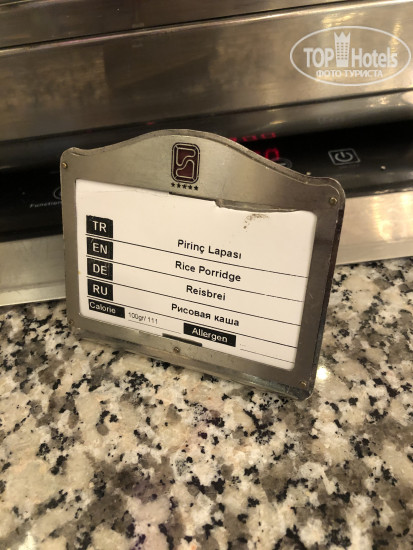 TOP Hotels
ФОТО-ТУРИСТА
TR Pirinç Lapası
EN Rice Porridge
DE Reisbrei
RU Рисовая каша
Calorie 100gr/ 111 Allergen